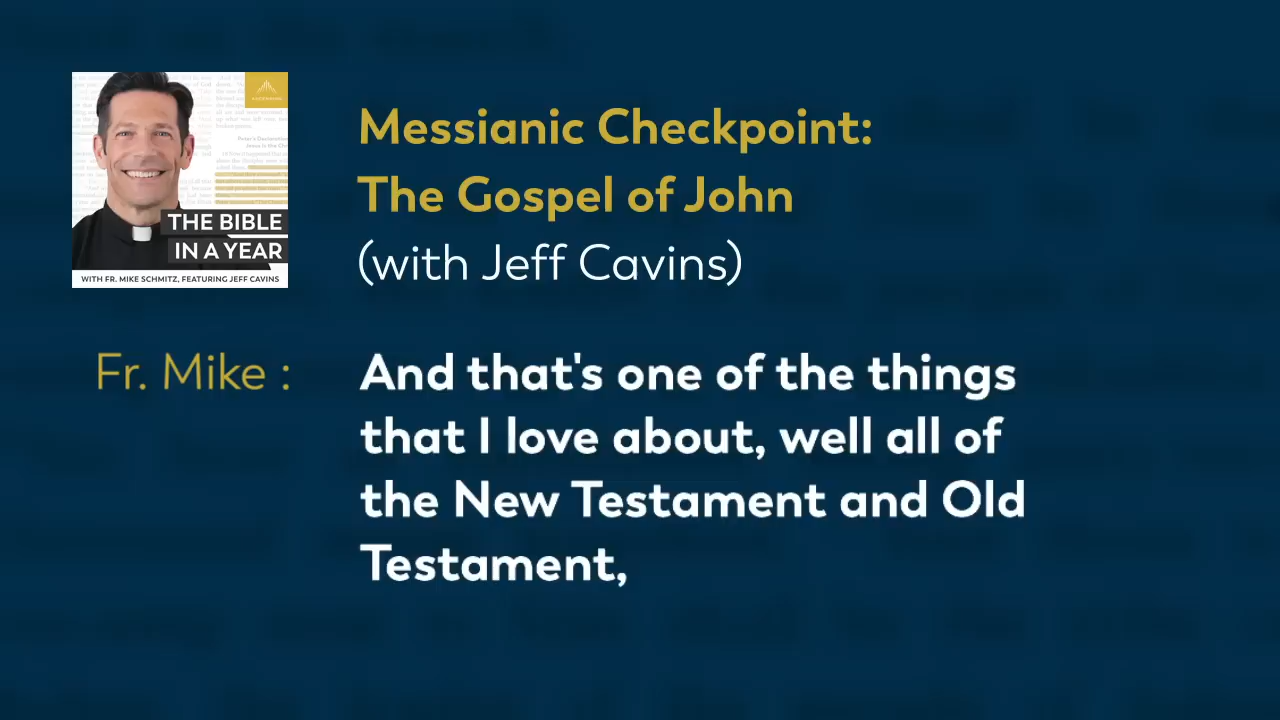 Messianic Checkpoint:
The Gospel of John
(with Jeff Cavins)
THE BIBLE
IN A YEAR
WITH FR. MIKE SCHMITZ, FEATURING JEFF CAVINS
Fr. Mike :
And that's one of the things
that I love about, well all of
the New Testament and Old
Testament,